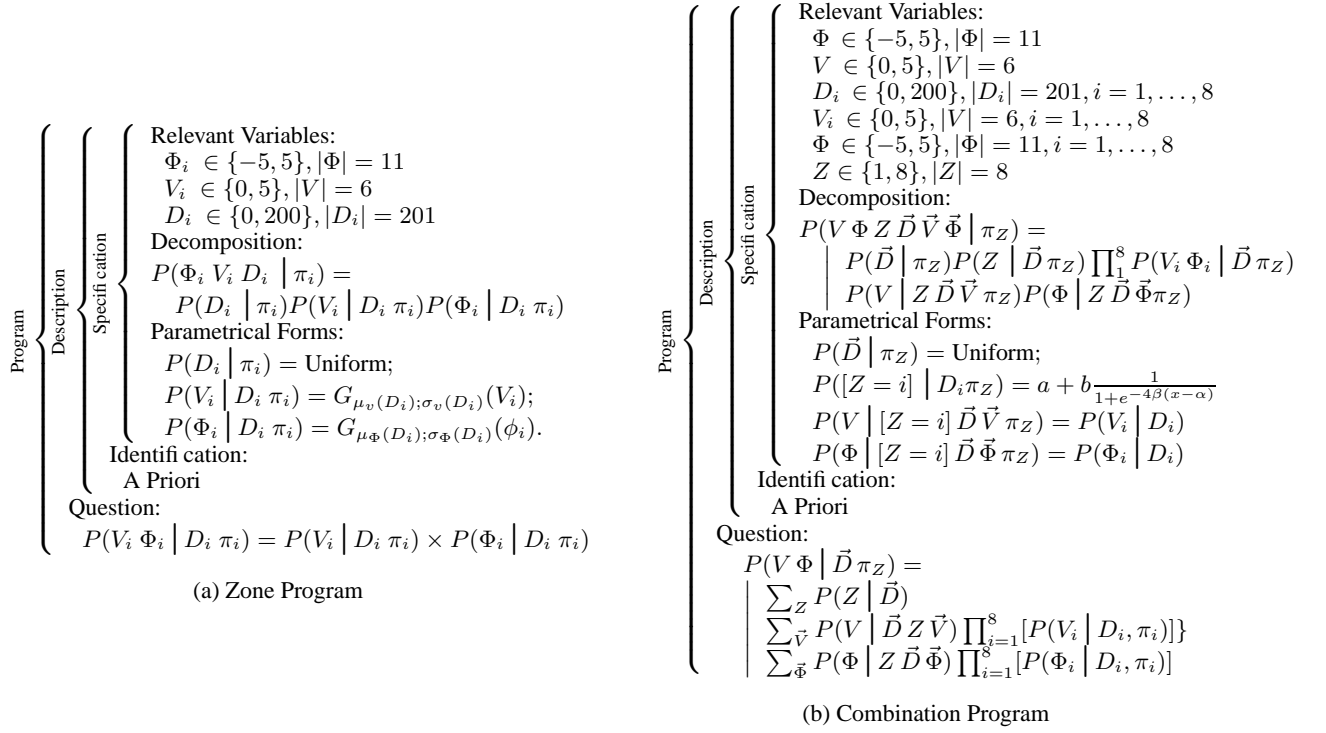 Program
Description
Specifi cation
Relevant Variables:
Φ_i ∈ {−5, 5}, |Φ| = 11
V_i ∈ {0, 5}, |V| = 6
D_i ∈ {0, 200}, |D_i| = 201
Decomposition:
P(Φ_i V_i D_i | π_i) =
P(D_i | π_i)P(V_i | D_i π_i)P(Φ_i | D_i π_i)
Parametrical Forms:
P(D_i | π_i) = Uniform;
P(V_i | D_i π_i) = G_{μ_v(D_i);σ_v(D_i)}(V_i);
P(Φ_i | D_i π_i) = G_{μ_Φ(D_i);σ_Φ(D_i)}(ϕ_i).
Identifi cation:
A Priori
Question:
P(V_i Φ_i | D_i π_i) = P(V_i | D_i π_i) × P(Φ_i | D_i π_i)
(a) Zone Program
Program
Description
Specifi cation
Relevant Variables:
Φ ∈ {−5, 5}, |Φ| = 11
V ∈ {0, 5}, |V| = 6
D_i ∈ {0, 200}, |D_i| = 201, i = 1, . . . , 8
V_i ∈ {0, 5}, |V| = 6, i = 1, . . . , 8
Φ ∈ {−5, 5}, |Φ| = 11, i = 1, . . . , 8
Z ∈ {1, 8}, |Z| = 8
Decomposition:
P(V Φ Z D⃗ V⃗ Φ⃗ | π_Z) =
P(D⃗ | π_Z)P(Z | D⃗ π_Z) ∏_1^8 P(V_i Φ_i | D⃗ π_Z)
P(V | Z D⃗ V⃗ π_Z)P(Φ | Z D⃗ Φ⃗π_Z)
Parametrical Forms:
P(D⃗ | π_Z) = Uniform;
P([Z = i] | D_iπ_Z) = a + b 1/(1+e^{−4β(x−α)})
P(V | [Z = i] D⃗ V⃗ π_Z) = P(V_i | D_i)
P(Φ | [Z = i] D⃗ Φ⃗ π_Z) = P(Φ_i | D_i)
Identifi cation:
A Priori
Question:
P(V Φ | D⃗ π_Z) =
∑_Z P(Z | D⃗)
∑_V⃗ P(V | D⃗ Z V⃗) ∏_{i=1}^8 [P(V_i | D_i, π_i)]}
∑_Φ⃗ P(Φ | Z D⃗ Φ⃗) ∏_{i=1}^8 [P(Φ_i | D_i, π_i)]
(b) Combination Program